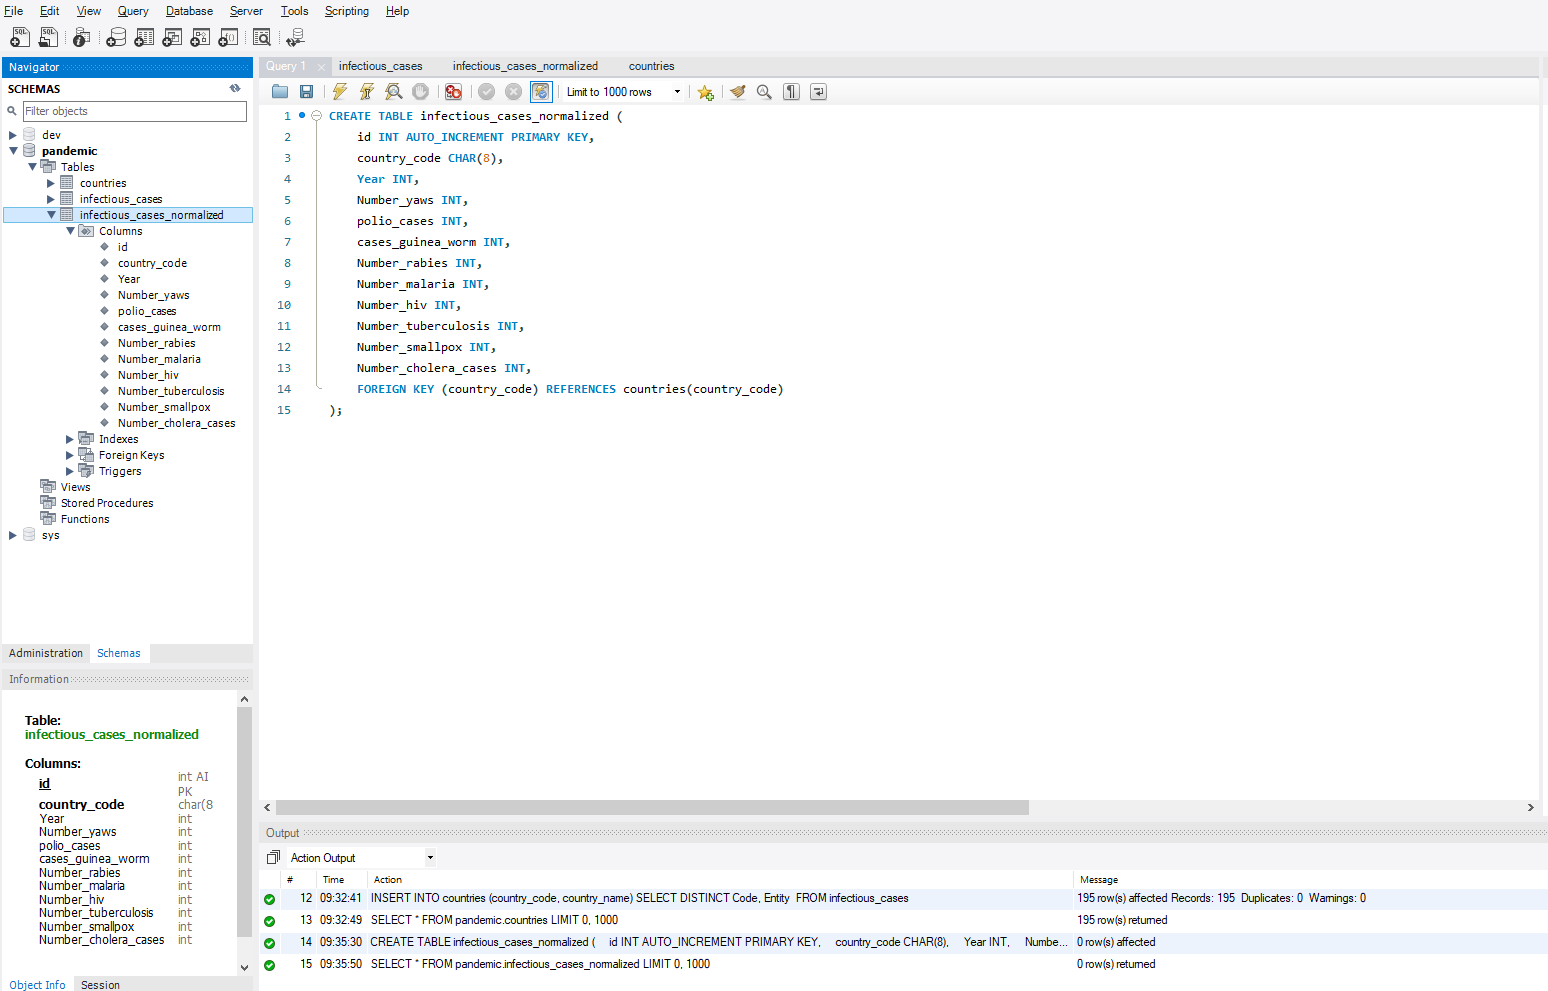 File Edit View Query Database Server Tools Scripting Help
Navigator
SCHEMAS
Filter objects
dev
pandemic
Tables
countries
infectious_cases
infectious_cases_normalized
Columns
id
country_code
Year
Number_yaws
polio_cases
cases_guinea_worm
Number_rabies
Number_malaria
Number_hiv
Number_tuberculosis
Number_smallpox
Number_cholera_cases
Indexes
Foreign Keys
Triggers
Views
Stored Procedures
Functions
sys
Administration Schemas
Information
Table:
infectious_cases_normalized
Columns:
id int AI
PK
country_code char(8
Year int
Number_yaws int
polio_cases int
cases_guinea_worm int
Number_rabies int
Number_malaria int
Number_hiv int
Number_tuberculosis int
Number_smallpox int
Number_cholera_cases int
Object Info Session
Query 1 infectious_cases infectious_cases_normalized countries
Limit to 1000 rows
1 CREATE TABLE infectious_cases_normalized (
2 id INT AUTO_INCREMENT PRIMARY KEY,
3 country_code CHAR(8),
4 Year INT,
5 Number_yaws INT,
6 polio_cases INT,
7 cases_guinea_worm INT,
8 Number_rabies INT,
9 Number_malaria INT,
10 Number_hiv INT,
11 Number_tuberculosis INT,
12 Number_smallpox INT,
13 Number_cholera_cases INT,
14 FOREIGN KEY (country_code) REFERENCES countries(country_code)
15 );
Output
Action Output
# Time Action Message
12 09:32:41 INSERT INTO countries (country_code, country_name) SELECT DISTINCT Code, Entity FROM infectious_cases 195 row(s) affected Records: 195 Duplicates: 0 Warnings: 0
13 09:32:49 SELECT * FROM pandemic.countries LIMIT 0, 1000 195 row(s) returned
14 09:35:30 CREATE TABLE infectious_cases_normalized ( id INT AUTO_INCREMENT PRIMARY KEY, country_code CHAR(8), Year INT, Numbe... 0 row(s) affected
15 09:35:50 SELECT * FROM pandemic.infectious_cases_normalized LIMIT 0, 1000 0 row(s) returned